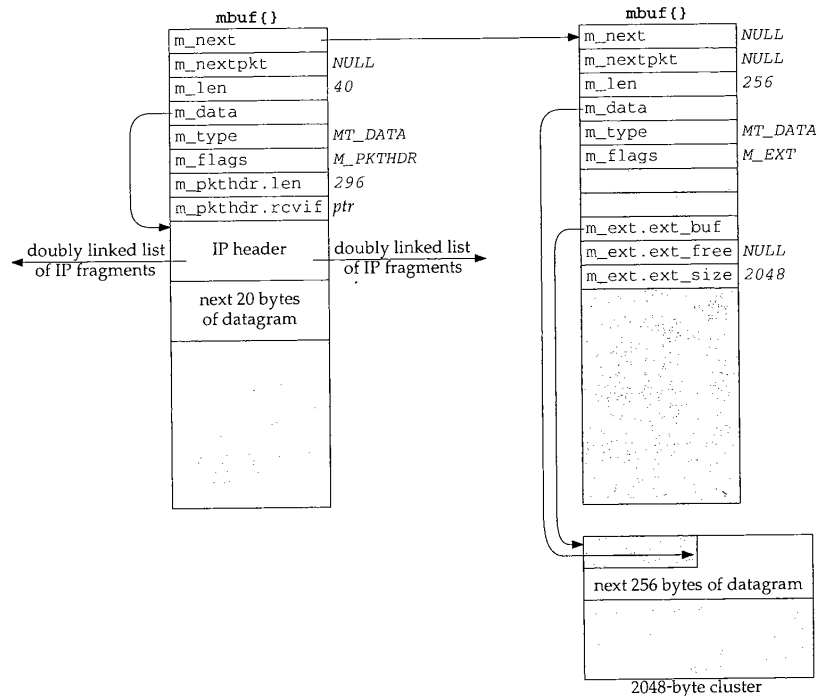 mbuf{}
m_next
m_nextpkt NULL
m_len 40
m_data
m_type MT_DATA
m_flags M_PKTHDR
m_pkthdr.len 296
m_pkthdr.rcvif ptr
doubly linked list
of IP fragments
IP header
doubly linked list
of IP fragments
next 20 bytes
of datagram
mbuf{}
m_next NULL
m_nextpkt NULL
m_len 256
m_data
m_type MT_DATA
m_flags M_EXT
m_ext.ext_buf
m_ext.ext_free NULL
m_ext.ext_size 2048
next 256 bytes of datagram
2048-byte cluster